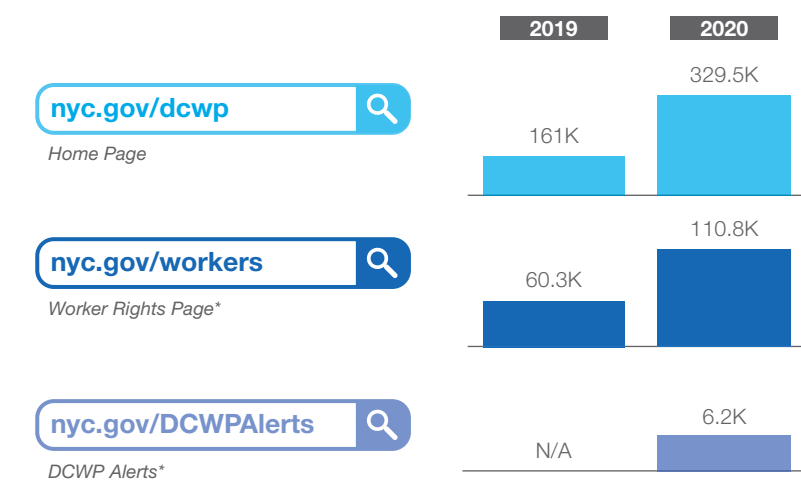 2019 2020
329.5K
nyc.gov/dcwp
161K
Home Page
110.8K
nyc.gov/workers
60.3K
Worker Rights Page*
nyc.gov/DCWPAlerts
6.2K
N/A
DCWP Alerts*